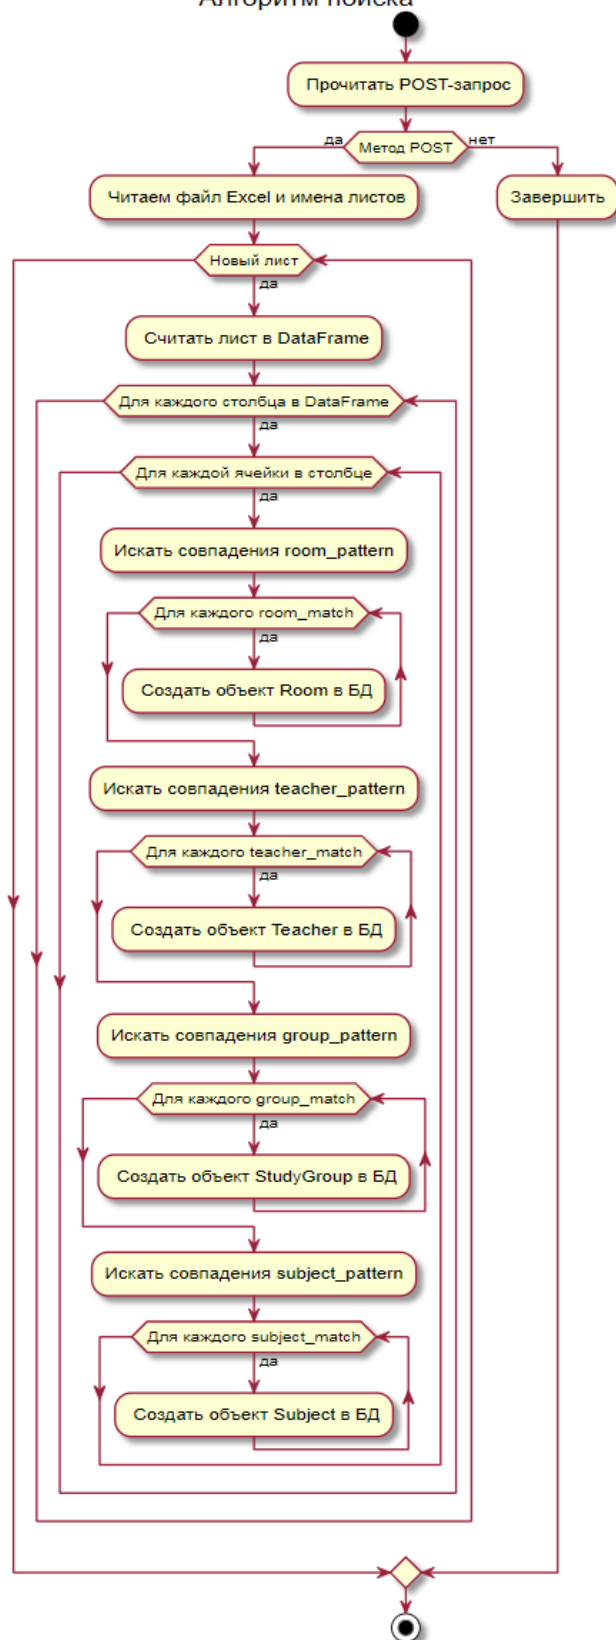 Алгоритм поиска
Прочитать POST-запрос
да
Метод POST
нет
Читаем файл Excel и имена листов
Завершить
Новый лист
да
Считать лист в DataFrame
Для каждого столбца в DataFrame
да
Для каждой ячейки в столбце
да
Искать совпадения room_pattern
Для каждого room_match
да
Создать объект Room в БД
Искать совпадения teacher_pattern
Для каждого teacher_match
да
Создать объект Teacher в БД
Искать совпадения group_pattern
Для каждого group_match
да
Создать объект StudyGroup в БД
Искать совпадения subject_pattern
Для каждого subject_match
да
Создать объект Subject в БД